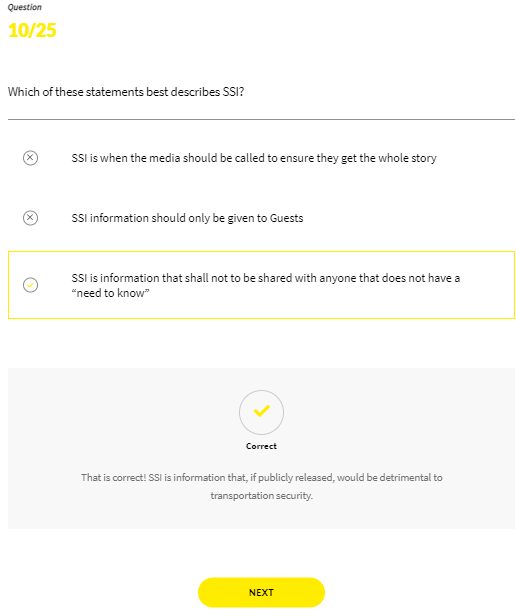 Question
10/25
Which of these statements best describes SSI?
SSI is when the media should be called to ensure they get the whole story
SSI information should only be given to Guests
SSI is information that shall not to be shared with anyone that does not have a
“need to know”
Correct
That is correct! SSI is information that, if publicly released, would be detrimental to
transportation security.
NEXT